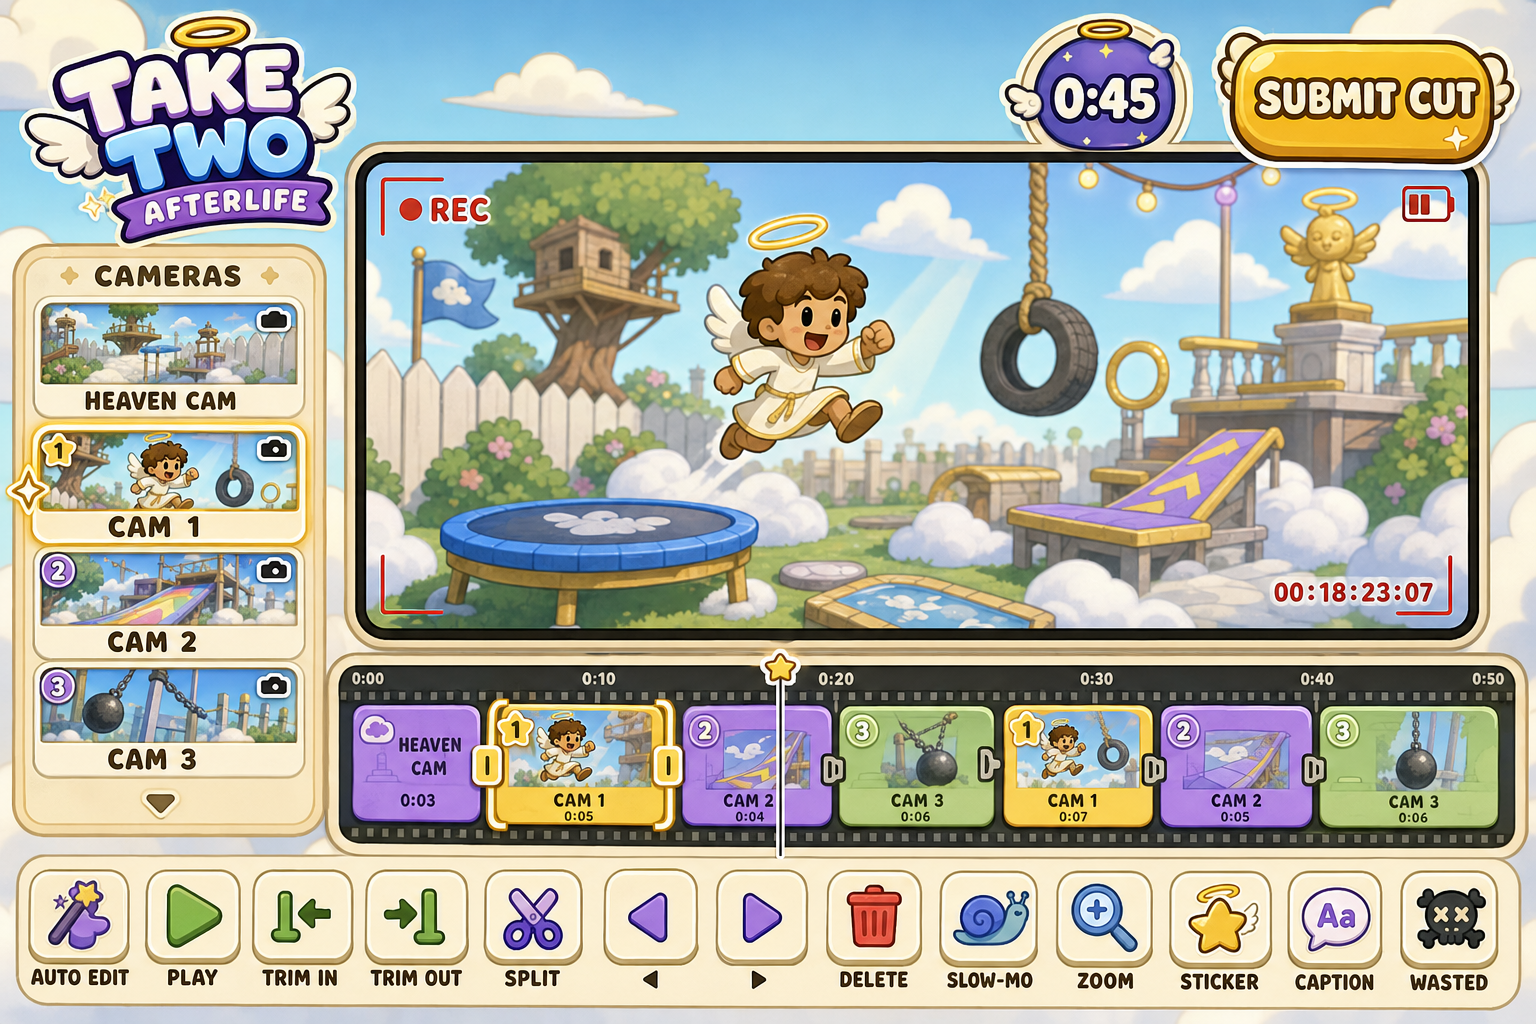 TAKE
TWO
AFTERLIFE
0:45
SUBMIT CUT
CAMERAS
HEAVEN CAM
1
CAM 1
2
CAM 2
3
CAM 3
REC
00:18:23:07
0:00
0:10
0:20
0:30
0:40
0:50
HEAVEN
CAM
0:03
1
CAM 1
0:05
2
CAM 2
0:04
3
CAM 3
0:06
1
CAM 1
0:07
2
CAM 2
0:05
3
CAM 3
0:06
AUTO EDIT
PLAY
TRIM IN
TRIM OUT
SPLIT
DELETE
SLOW-MO
ZOOM
STICKER
Aa
CAPTION
WASTED